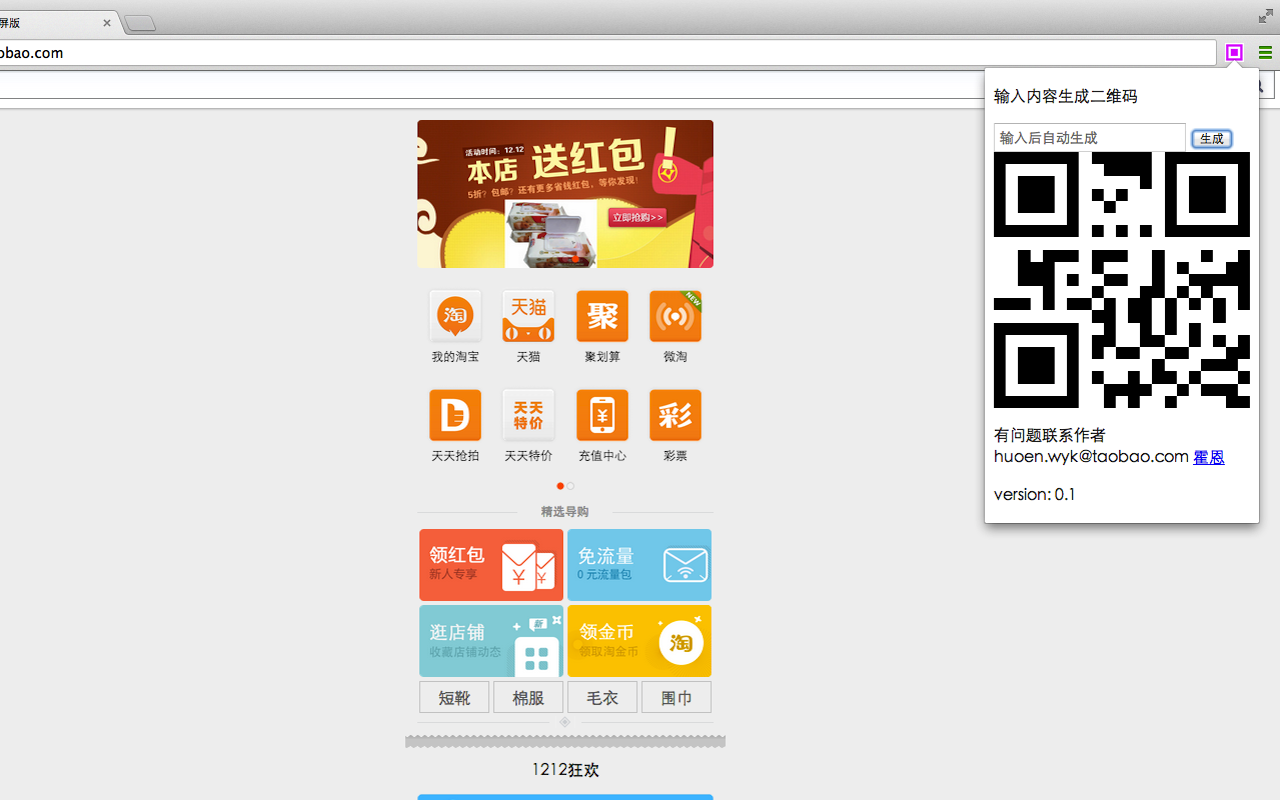 屏版
obao.com
输入内容生成二维码
输入后自动生成
生成
有问题联系作者
huoen.wyk@taobao.com 霍恩
version: 0.1
活动时间：12.12
本店 送红包
5折？包邮？还有更多省钱红包，等你发现！
立即抢购>>
淘
天猫
聚
NEW
我的淘宝
天猫
聚划算
微淘
天天
特价
彩
天天抢拍
天天特价
充值中心
彩票
精选导购
领红包
新人专享
免流量
0 元流量包
逛店铺
收藏店铺动态
领金币
领取淘金币
淘
短靴
棉服
毛衣
围巾
1212狂欢